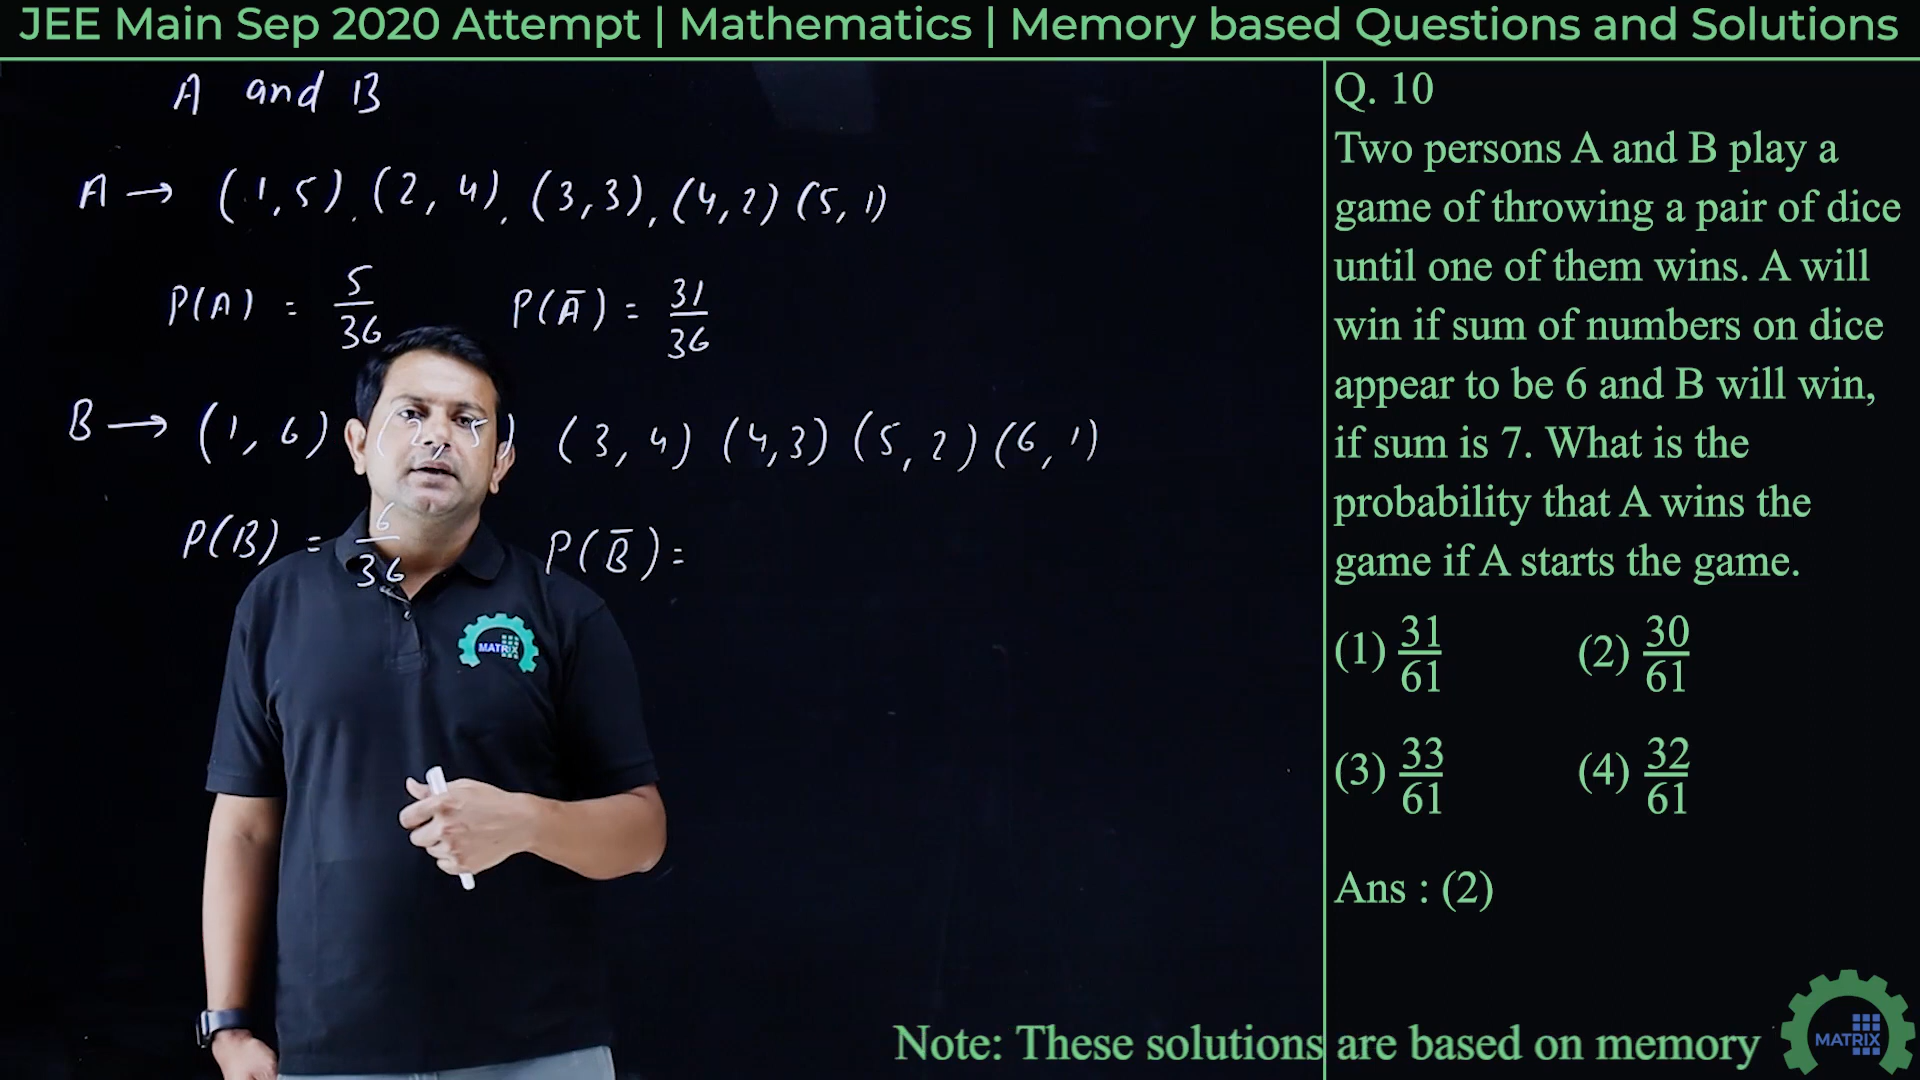 JEE Main Sep 2020 Attempt | Mathematics | Memory based Questions and Solutions
A and B
A → (1,5), (2,4), (3,3), (4,2) (5,1)
P(A) = 5/36 P(Ā) = 31/36
B → (1,6) (2,5) (3,4) (4,3) (5,2) (6,1)
P(B) = 6/36 P(B̄) =
MATRIX
Q. 10
Two persons A and B play a
game of throwing a pair of dice
until one of them wins. A will
win if sum of numbers on dice
appear to be 6 and B will win,
if sum is 7. What is the
probability that A wins the
game if A starts the game.
(1) 31/61 (2) 30/61
(3) 33/61 (4) 32/61
Ans : (2)
Note: These solutions are based on memory
MATRIX